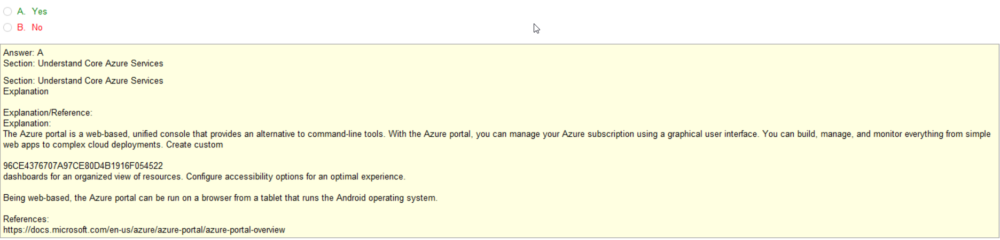 A. Yes
B. No
Answer: A
Section: Understand Core Azure Services
Section: Understand Core Azure Services
Explanation
Explanation/Reference:
Explanation:
The Azure portal is a web-based, unified console that provides an alternative to command-line tools. With the Azure portal, you can manage your Azure subscription using a graphical user interface. You can build, manage, and monitor everything from simple
web apps to complex cloud deployments. Create custom
96CE4376707A97CE80D4B1916F054522
dashboards for an organized view of resources. Configure accessibility options for an optimal experience.
Being web-based, the Azure portal can be run on a browser from a tablet that runs the Android operating system.
References:
https://docs.microsoft.com/en-us/azure/azure-portal/azure-portal-overview